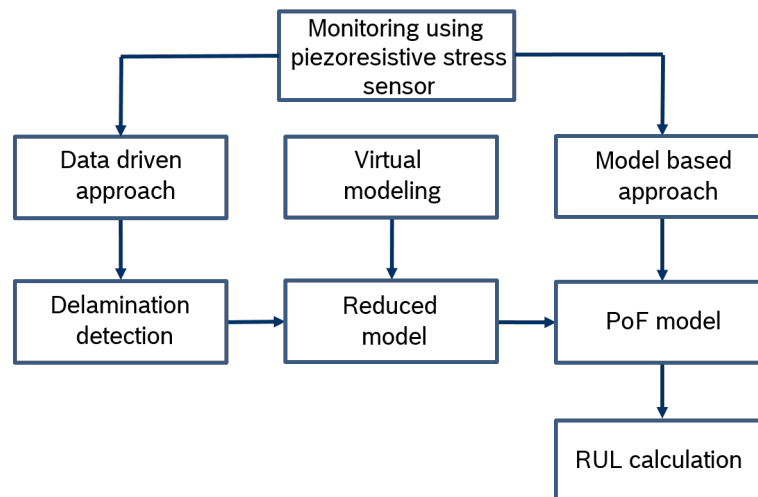 Monitoring using
piezoresistive stress
sensor
Data driven
approach
Virtual
modeling
Model based
approach
Delamination
detection
Reduced
model
PoF model
RUL calculation